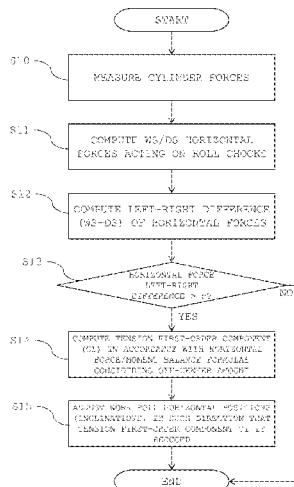 START
S10
MEASURE CYLINDER FORCES
S11
COMPUTE WS/DS HORIZONTAL
FORCES ACTING ON ROLL CHOCKS
S12
COMPUTE LEFT-RIGHT DIFFERENCE
(WS-DS) OF HORIZONTAL FORCES
S13
HORIZONTAL FORCE
LEFT-RIGHT
DIFFERENCE >
NO
YES
S14
COMPUTE TENSION FIRST-ORDER COMPONENT
IN ACCORDANCE WITH HORIZONTAL
FORCE/MOMENT BALANCE FORMULAE
CONSIDERING OFF-CENTER AMOUNT
S15
ADJUST WORK ROLL HORIZONTAL POSITIONS
(INCLINATIONS) IN SUCH DIRECTION THAT
TENSION FIRST-ORDER COMPONENT IS
REDUCED
END